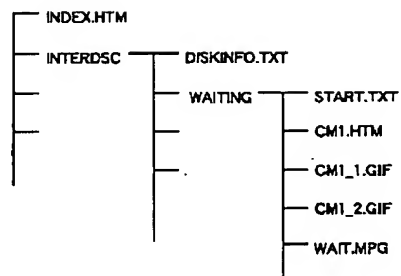 INDEX.HTM
INTERDSC DISKINFO.TXT
WAITING START.TXT
CM1.HTM
CM1_1.GIF
CM1_2.GIF
WAIT.MPG